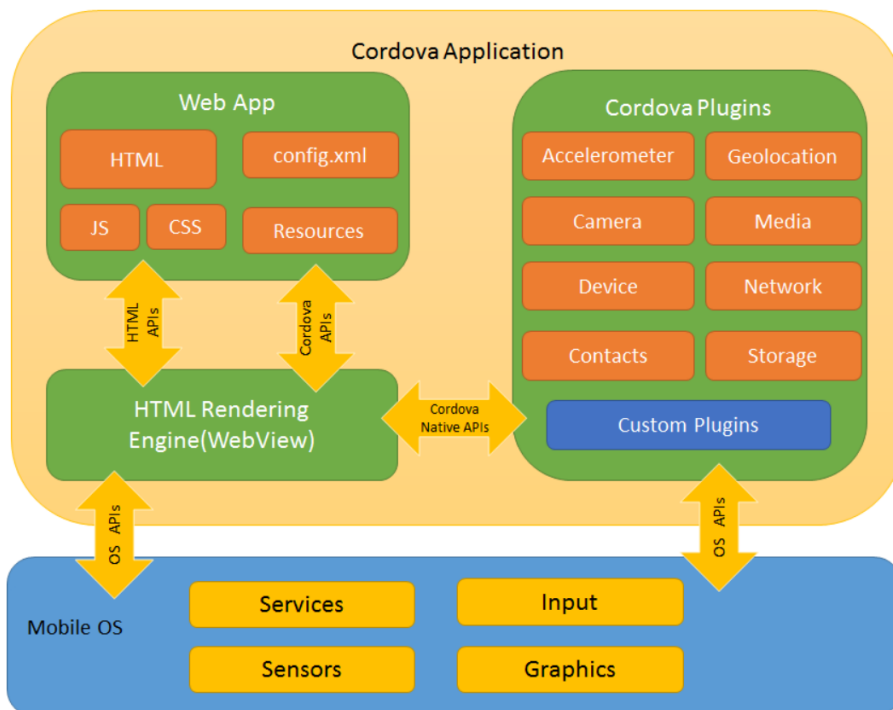 Cordova Application
Web App
HTML
config.xml
JS
CSS
Resources
HTML
APIs
Cordova
APIs
HTML Rendering
Engine(WebView)
Cordova
Native APIs
Cordova Plugins
Accelerometer
Geolocation
Camera
Media
Device
Network
Contacts
Storage
Custom Plugins
OS APIs
OS APIs
Mobile OS
Services
Input
Sensors
Graphics